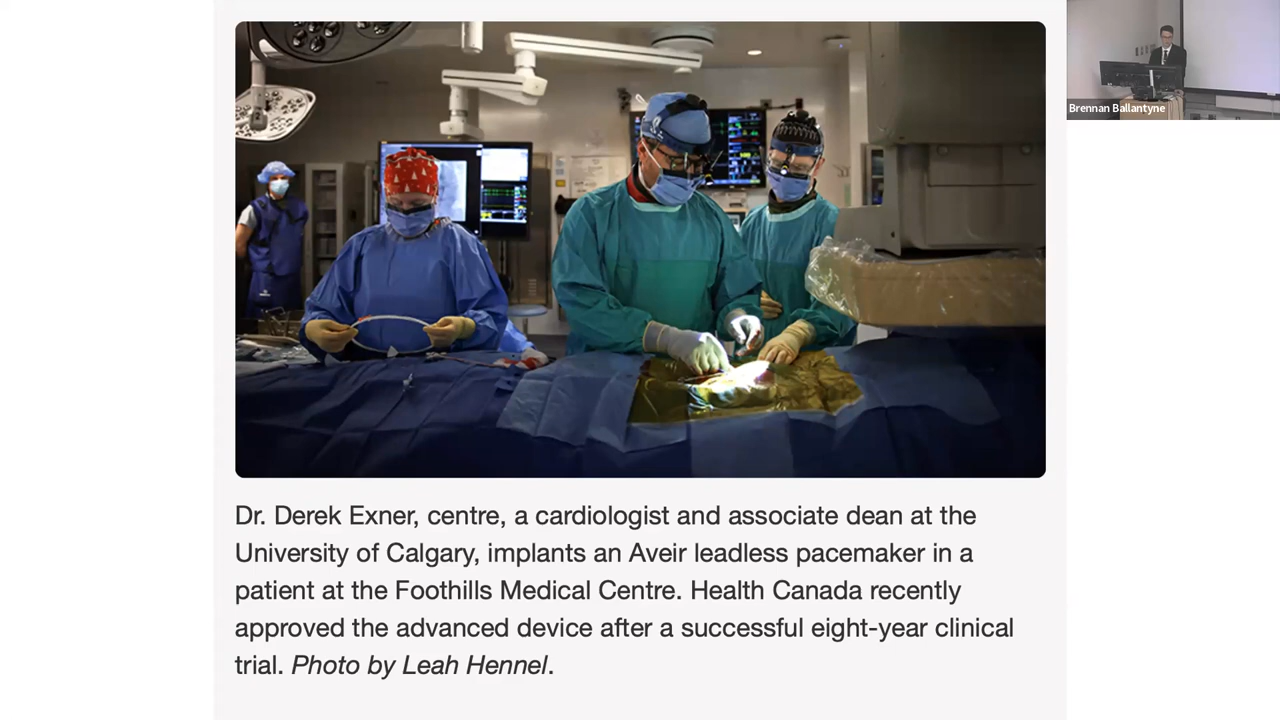 Brennan Ballantyne
Dr. Derek Exner, centre, a cardiologist and associate dean at the
University of Calgary, implants an Aveir leadless pacemaker in a
patient at the Foothills Medical Centre. Health Canada recently
approved the advanced device after a successful eight-year clinical
trial. Photo by Leah Hennel.